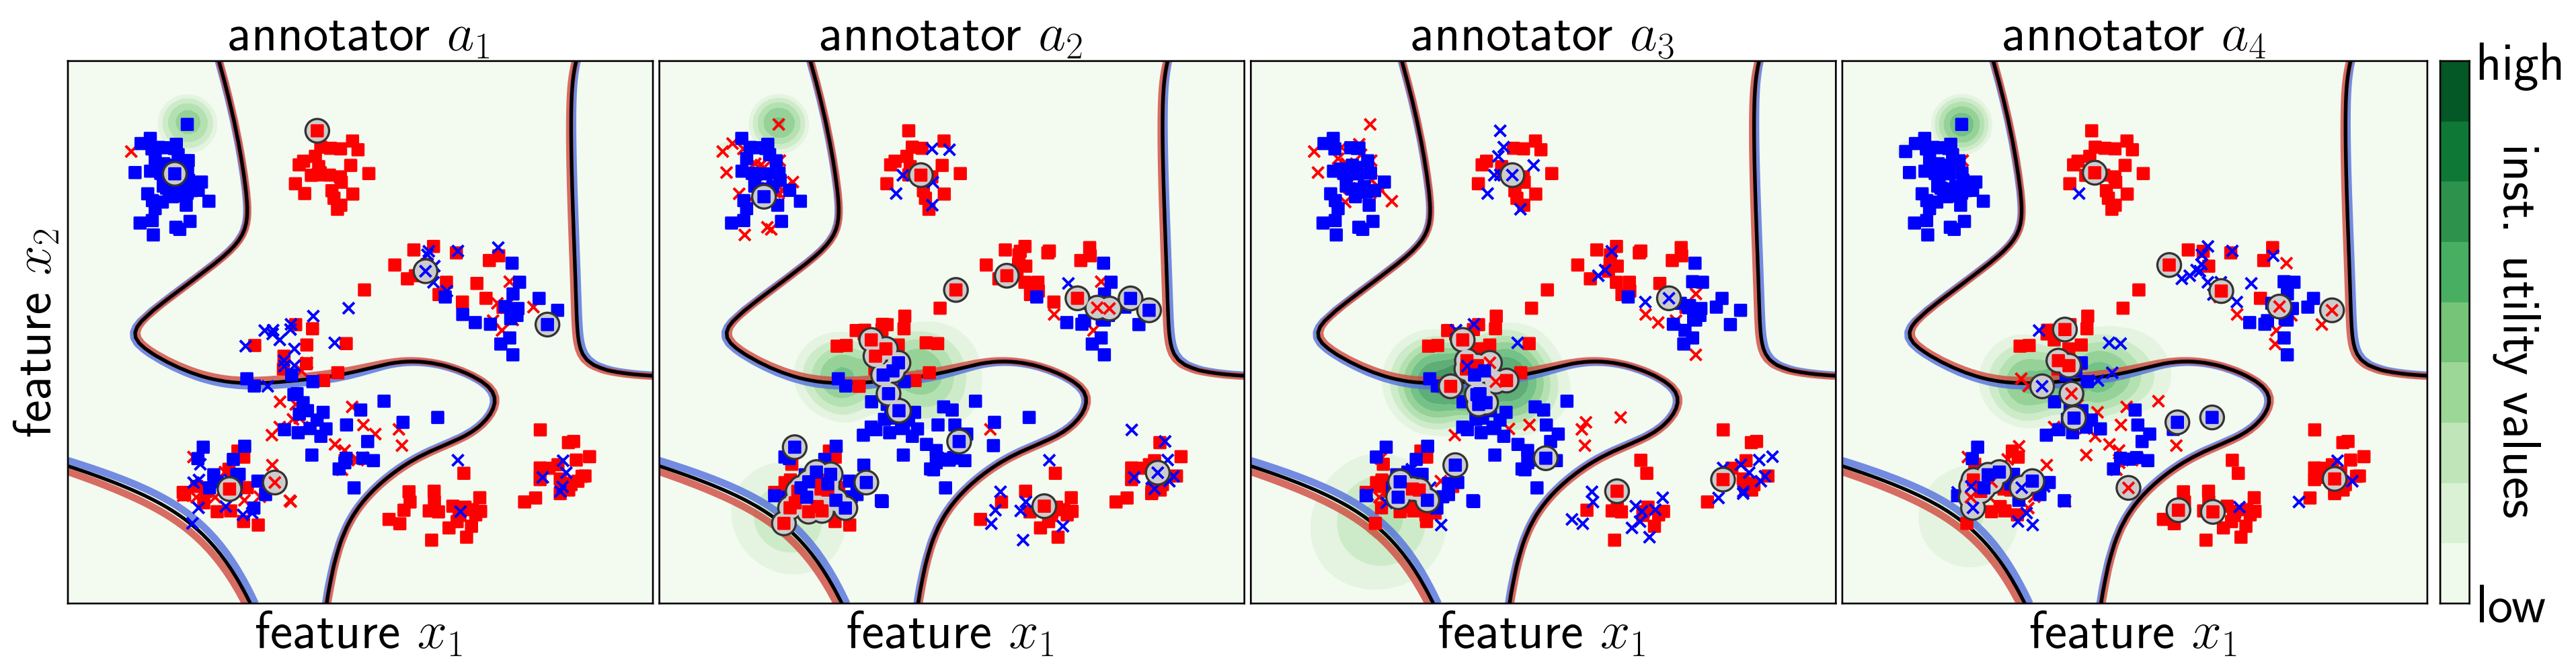 annotator a₁ annotator a₂ annotator a₃ annotator a₄
high
inst. utility values
low
feature x₂
feature x₁ feature x₁ feature x₁ feature x₁